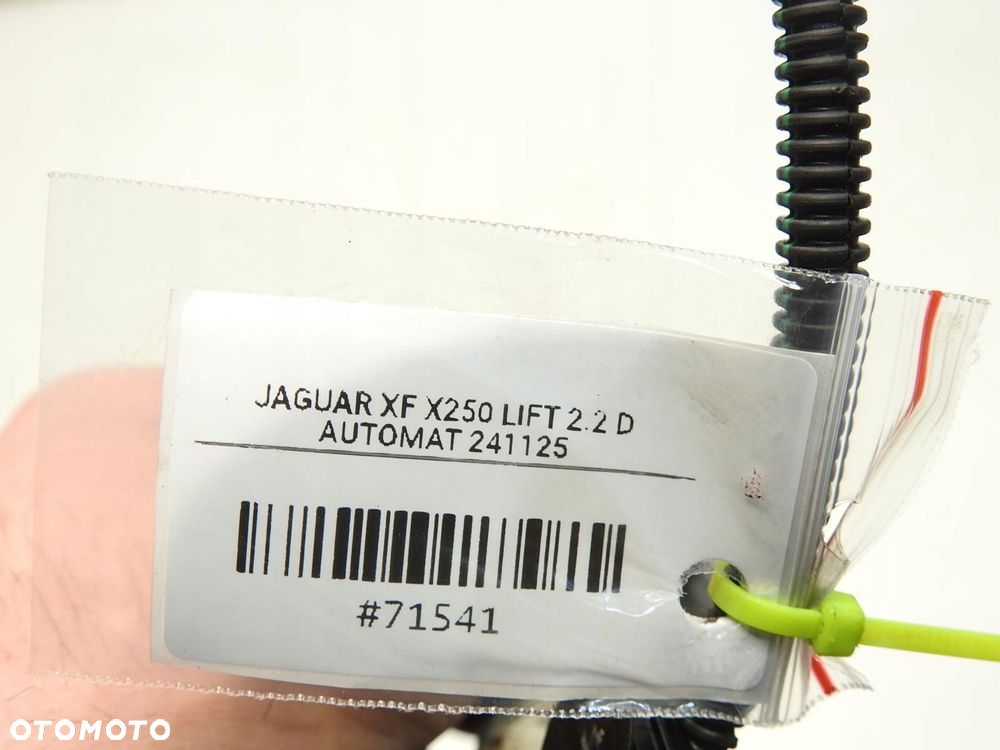 JAGUAR XF X250 LIFT 2.2 D
AUTOMAT 241125
#71541
OTOMOTO